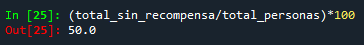 In [25]: (total_sin_recompensa/total_personas)*100
Out[25]: 50.0